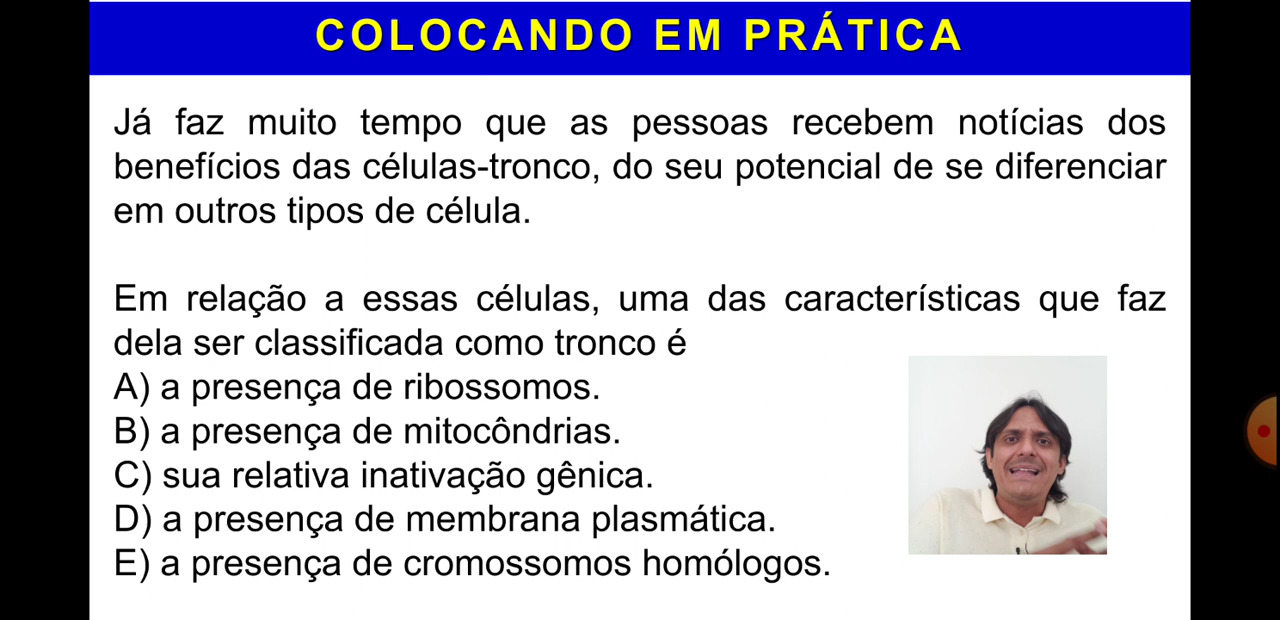 COLOCANDO EM PRÁTICA
Já faz muito tempo que as pessoas recebem notícias dos
benefícios das células-tronco, do seu potencial de se diferenciar
em outros tipos de célula.
Em relação a essas células, uma das características que faz
dela ser classificada como tronco é
A) a presença de ribossomos.
B) a presença de mitocôndrias.
C) sua relativa inativação gênica.
D) a presença de membrana plasmática.
E) a presença de cromossomos homólogos.